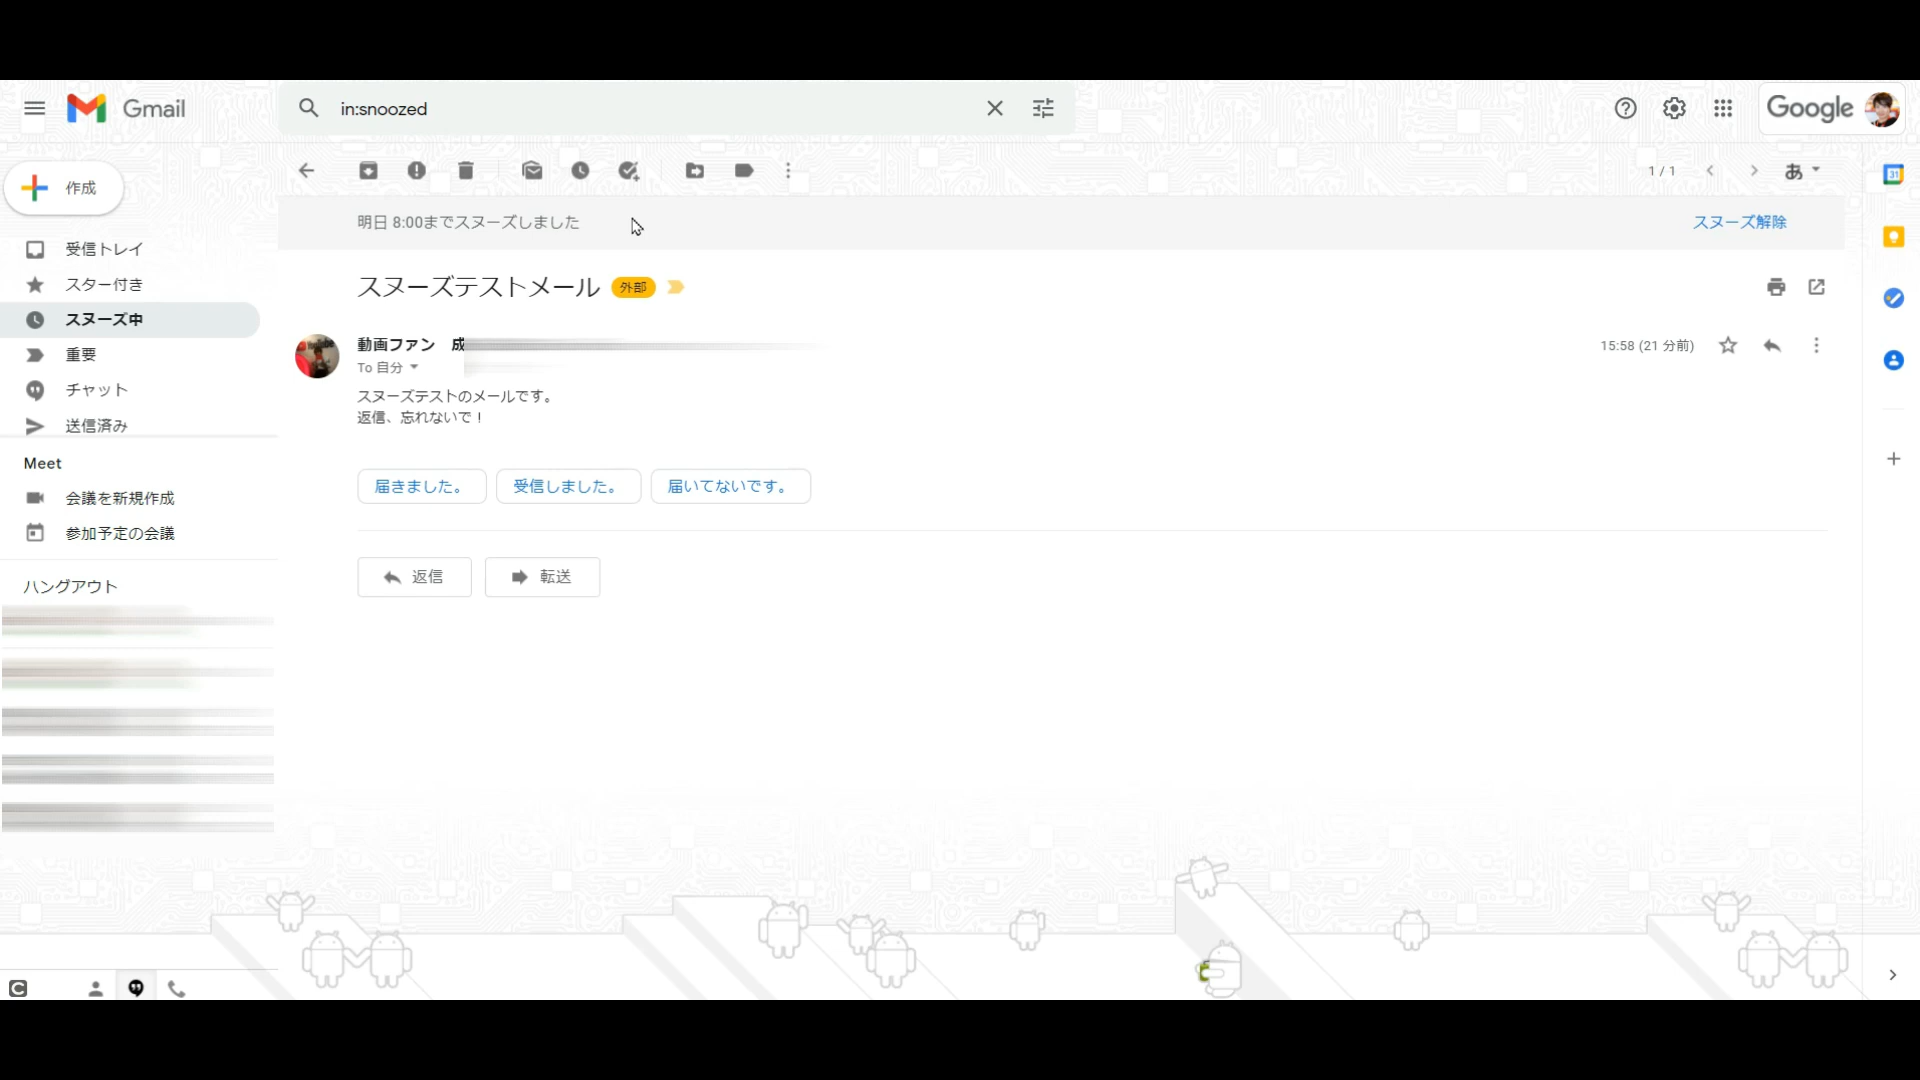 Gmail
in:snoozed
Google
作成
1 / 1
あ
31
明日 8:00までスヌーズしました
スヌーズ解除
受信トレイ
スター付き
スヌーズ中
重要
チャット
送信済み
スヌーズテストメール 外部
動画ファン 成
15:58 (21 分前)
To 自分
スヌーズテストのメールです。
返信、忘れないで！
Meet
会議を新規作成
参加予定の会議
届きました。
受信しました。
届いてないです。
返信
転送
ハングアウト